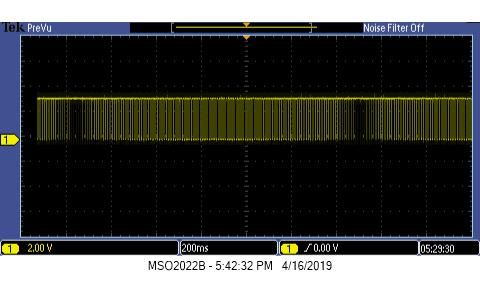 Tek PreVu Noise Filter Off
1
1 2.00 V 200ms 1 0.00 V 05:29:30
MSO2022B - 5:42:32 PM 4/16/2019